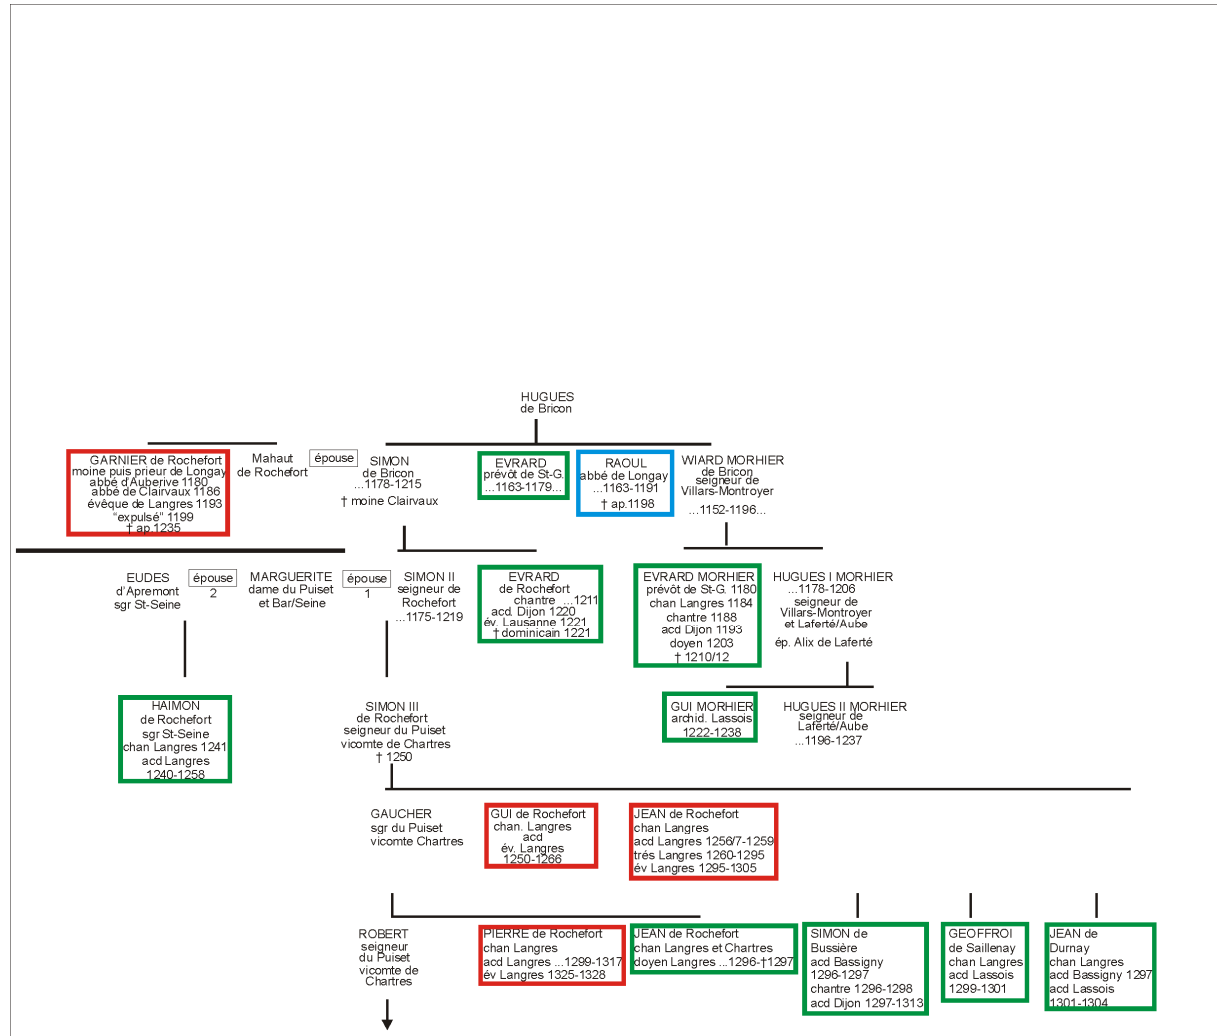 HUGUES
de Bricon
GARNIER de Rochefort
moine puis prieur de Longay
abbé d'Auberive 1180
abbé de Clairvaux 1186
évêque de Langres 1193
"expulsé" 1199
† ap.1235
Mahaut
de Rochefort
épouse
SIMON
de Bricon
...1178-1215
† moine Clairvaux
EVRARD
prévôt de St-G.
...1163-1179...
RAOUL
abbé de Longay
...1163-1191
† ap.1198
WIARD MORHIER
de Bricon
seigneur de
Villars-Montroyer
...1152-1196...
EUDES
d'Apremont
sgr St-Seine
épouse
2
MARGUERITE
dame du Puiset
et Bar/Seine
épouse
1
SIMON II
seigneur de
Rochefort
...1175-1219
EVRARD
de Rochefort
chantre ...1211
acd. Dijon 1220
év. Lausanne 1221
† dominicain 1221
EVRARD MORHIER
prévôt de St-G. 1180
chan Langres 1184
chantre 1188
acd Dijon 1193
doyen 1203
† 1210/12
HUGUES I MORHIER
...1178-1206
seigneur de
Villars-Montroyer
et Laferté/Aube
ép. Alix de Laferté
HAIMON
de Rochefort
sgr St-Seine
chan Langres 1241
acd Langres
1240-1258
SIMON III
de Rochefort
seigneur du Puiset
vicomte de Chartres
† 1250
GUI MORHIER
archid. Lassois
1222-1238
HUGUES II MORHIER
seigneur de
Laferté/Aube
...1196-1237
GAUCHER
sgr du Puiset
vicomte Chartres
GUI de Rochefort
chan. Langres
acd
év. Langres
1250-1266
JEAN de Rochefort
chan Langres
acd Langres 1256/7-1259
trés Langres 1260-1295
év Langres 1295-1305
ROBERT
seigneur
du Puiset
vicomte de
Chartres
PIERRE de Rochefort
chan Langres
acd Langres ...1299-1317
év Langres 1325-1328
JEAN de Rochefort
chan Langres et Chartres
doyen Langres ...1296-†1297
SIMON de
Bussière
acd Bassigny
1296-1297
chantre 1296-1298
acd Dijon 1297-1313
GEOFFROI
de Saillenay
chan Langres
acd Lassois
1299-1301
JEAN de
Durnay
chan Langres
acd Bassigny 1297
acd Lassois
1301-1304